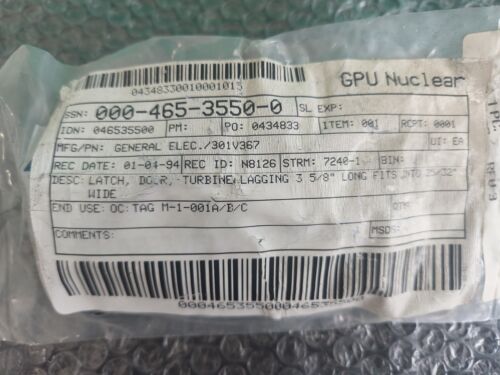 04348330010001015
GPU Nuclear
SSN: 000-465-3550-0 SL EXP:
IDN: 046535500 PM: PO: 0434833 ITEM: 001 RCPT: 0001
MFG/PN: GENERAL ELEC./301V367 UI: EA
REC DATE: 01-04-94 REC ID: N8126 STRM: 7240-1 BIN:
DESC: LATCH, DOOR, TURBINE LAGGING 3 5/8" LONG FITS INTO 25/32"
WIDE
END USE: OC: TAG M-1-001A/B/C
COMMENTS: MSDS: